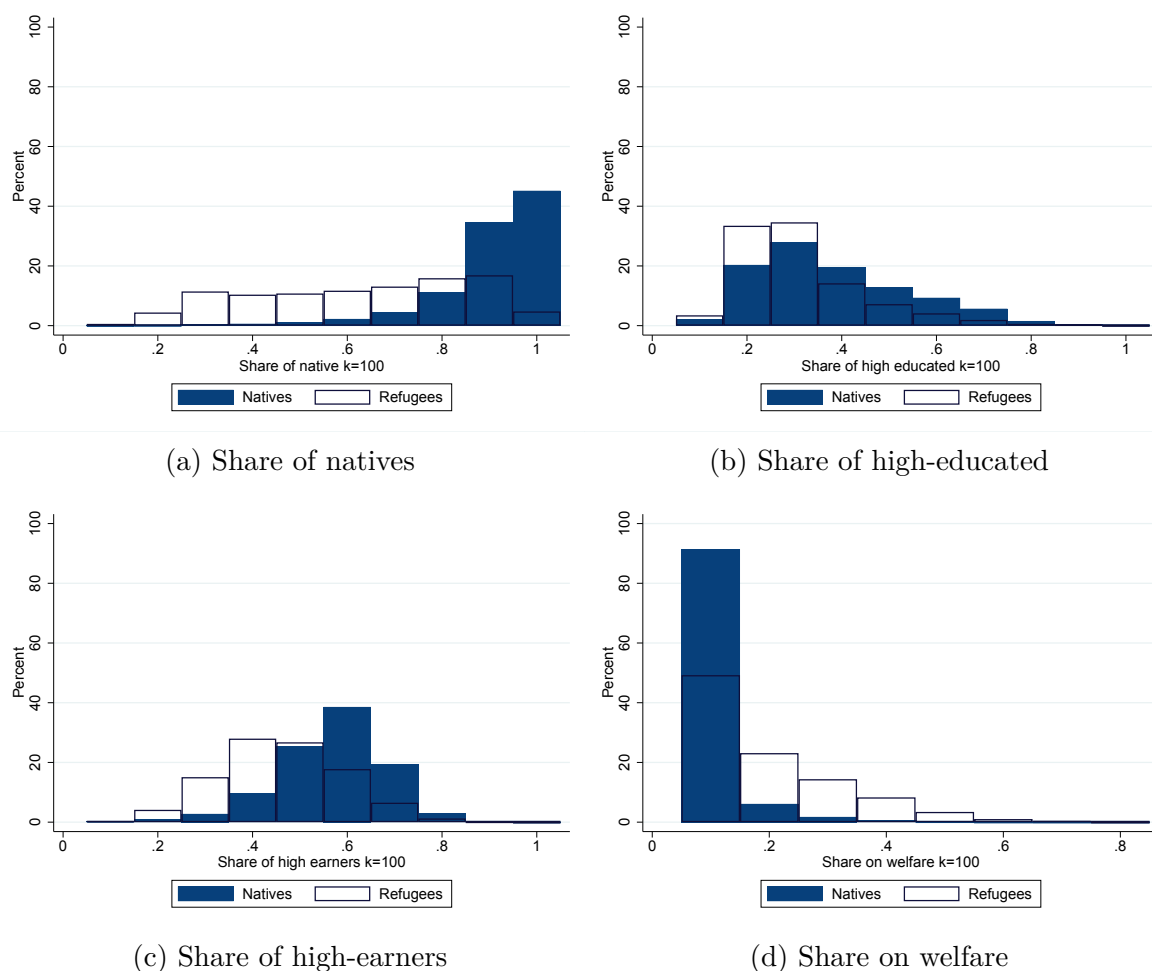 100
80
60
40
20
0
Percent
0 .2 .4 .6 .8 1
Share of native k=100
Natives Refugees
(a) Share of natives
100
80
60
40
20
0
Percent
0 .2 .4 .6 .8 1
Share of high educated k=100
Natives Refugees
(b) Share of high-educated
100
80
60
40
20
0
Percent
0 .2 .4 .6 .8 1
Share of high earners k=100
Natives Refugees
(c) Share of high-earners
100
80
60
40
20
0
Percent
0 .2 .4 .6 .8
Share on welfare k=100
Natives Refugees
(d) Share on welfare